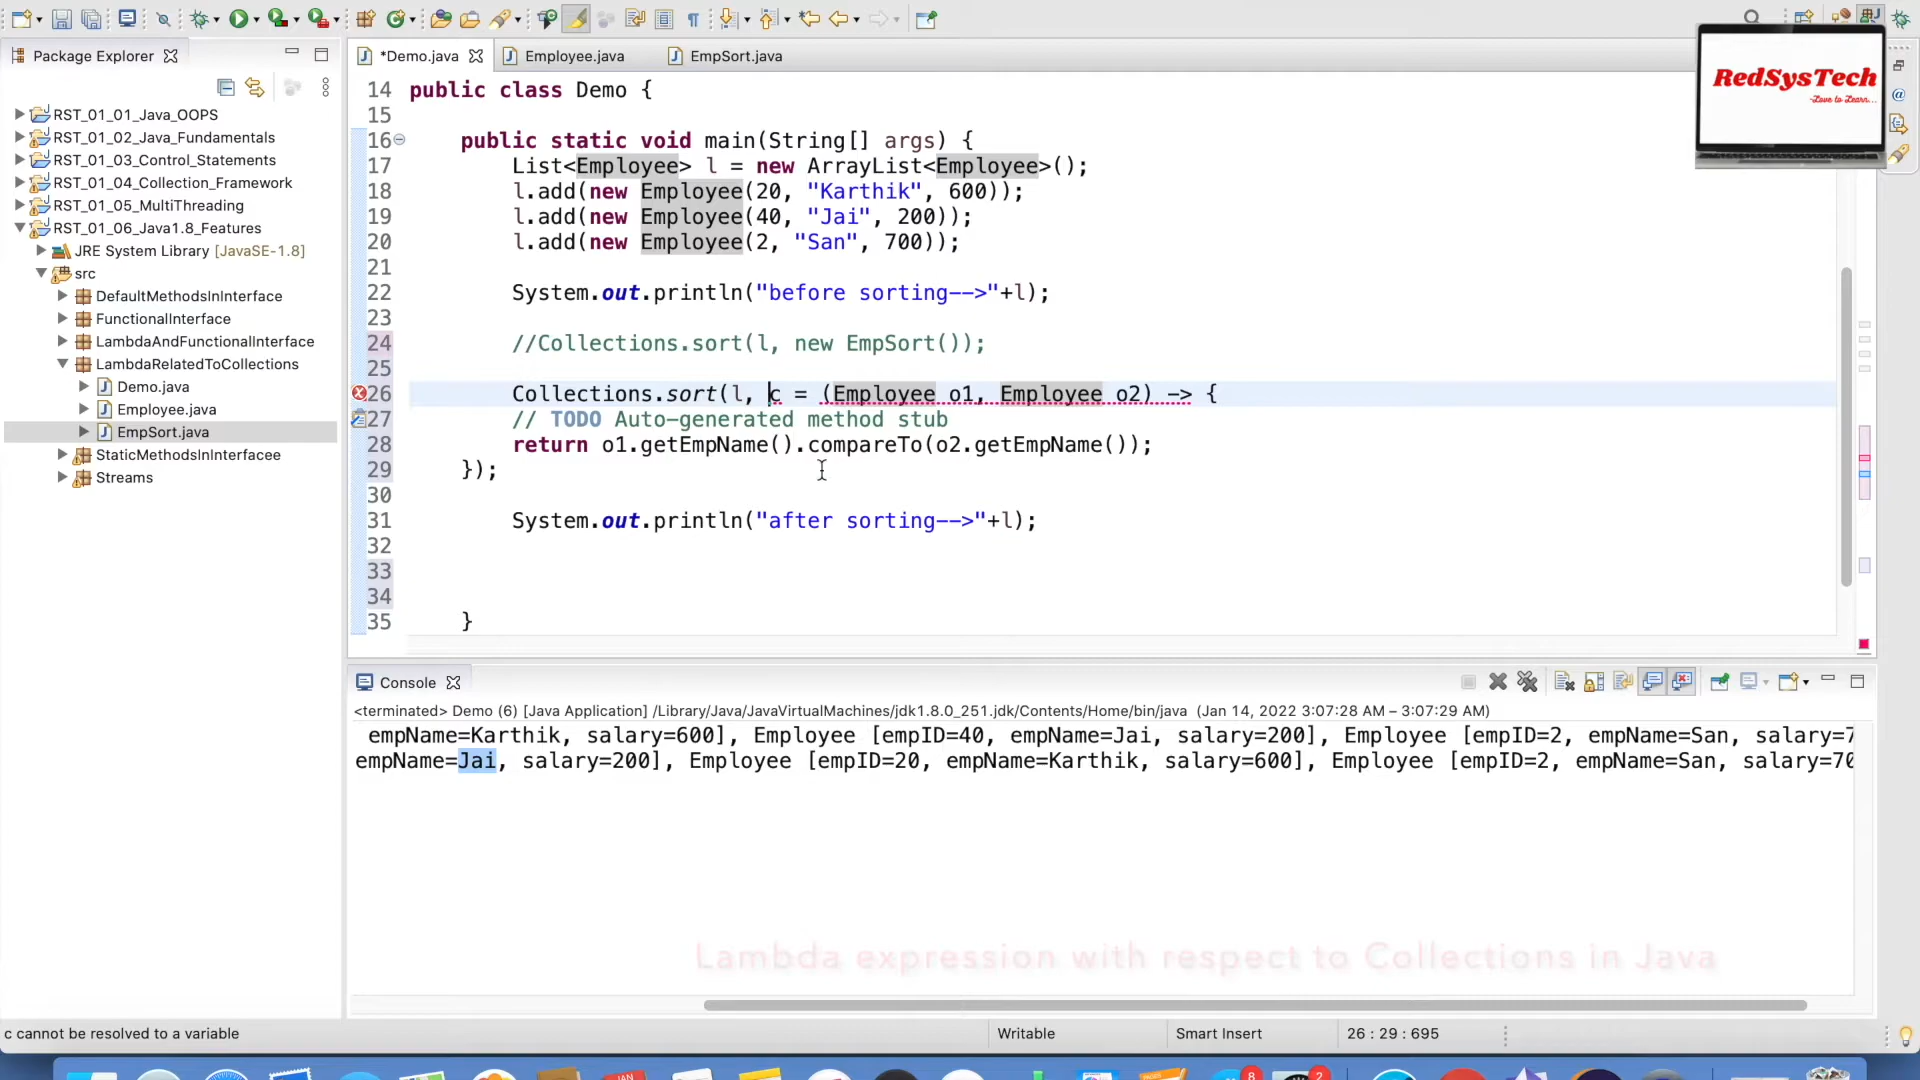 Package Explorer
*Demo.java
Employee.java
EmpSort.java
RedSysTech
-Love to Learn...
RST_01_01_Java_OOPS
RST_01_02_Java_Fundamentals
RST_01_03_Control_Statements
RST_01_04_Collection_Framework
RST_01_05_MultiThreading
RST_01_06_Java1.8_Features
JRE System Library [JavaSE-1.8]
src
DefaultMethodsInInterface
FunctionalInterface
LambdaAndFunctionalInterface
LambdaRelatedToCollections
Demo.java
Employee.java
EmpSort.java
StaticMethodsInInterfacee
Streams
14 public class Demo {
15
16 public static void main(String[] args) {
17 List<Employee> l = new ArrayList<Employee>();
18 l.add(new Employee(20, "Karthik", 600));
19 l.add(new Employee(40, "Jai", 200));
20 l.add(new Employee(2, "San", 700));
21
22 System.out.println("before sorting-->"+l);
23
24 //Collections.sort(l, new EmpSort());
25
26 Collections.sort(l, c = (Employee o1, Employee o2) -> {
27 // TODO Auto-generated method stub
28 return o1.getEmpName().compareTo(o2.getEmpName());
29 });
30
31 System.out.println("after sorting-->"+l);
32
33
34
35 }
Console
<terminated> Demo (6) [Java Application] /Library/Java/JavaVirtualMachines/jdk1.8.0_251.jdk/Contents/Home/bin/java (Jan 14, 2022 3:07:28 AM – 3:07:29 AM)
empName=Karthik, salary=600], Employee [empID=40, empName=Jai, salary=200], Employee [empID=2, empName=San, salary=7
empName=Jai, salary=200], Employee [empID=20, empName=Karthik, salary=600], Employee [empID=2, empName=San, salary=70
Lambda expression with respect to Collections in Java
c cannot be resolved to a variable
Writable
Smart Insert
26 : 29 : 695
JAN
8
2